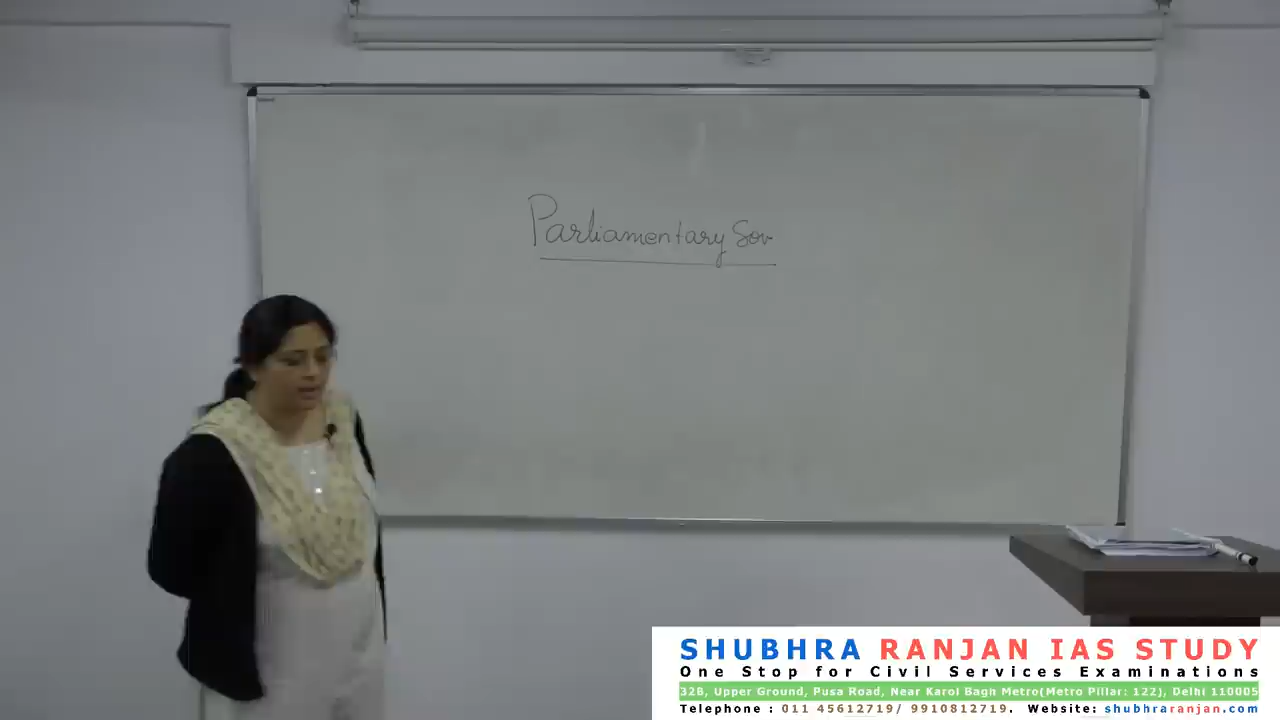 Parliamentary Sov
SHUBHRA RANJAN IAS STUDY
One Stop for Civil Services Examinations
32B, Upper Ground, Pusa Road, Near Karol Bagh Metro(Metro Pillar: 122), Delhi 110005
Telephone : 011 45612719/ 9910812719. Website: shubhraranjan.com